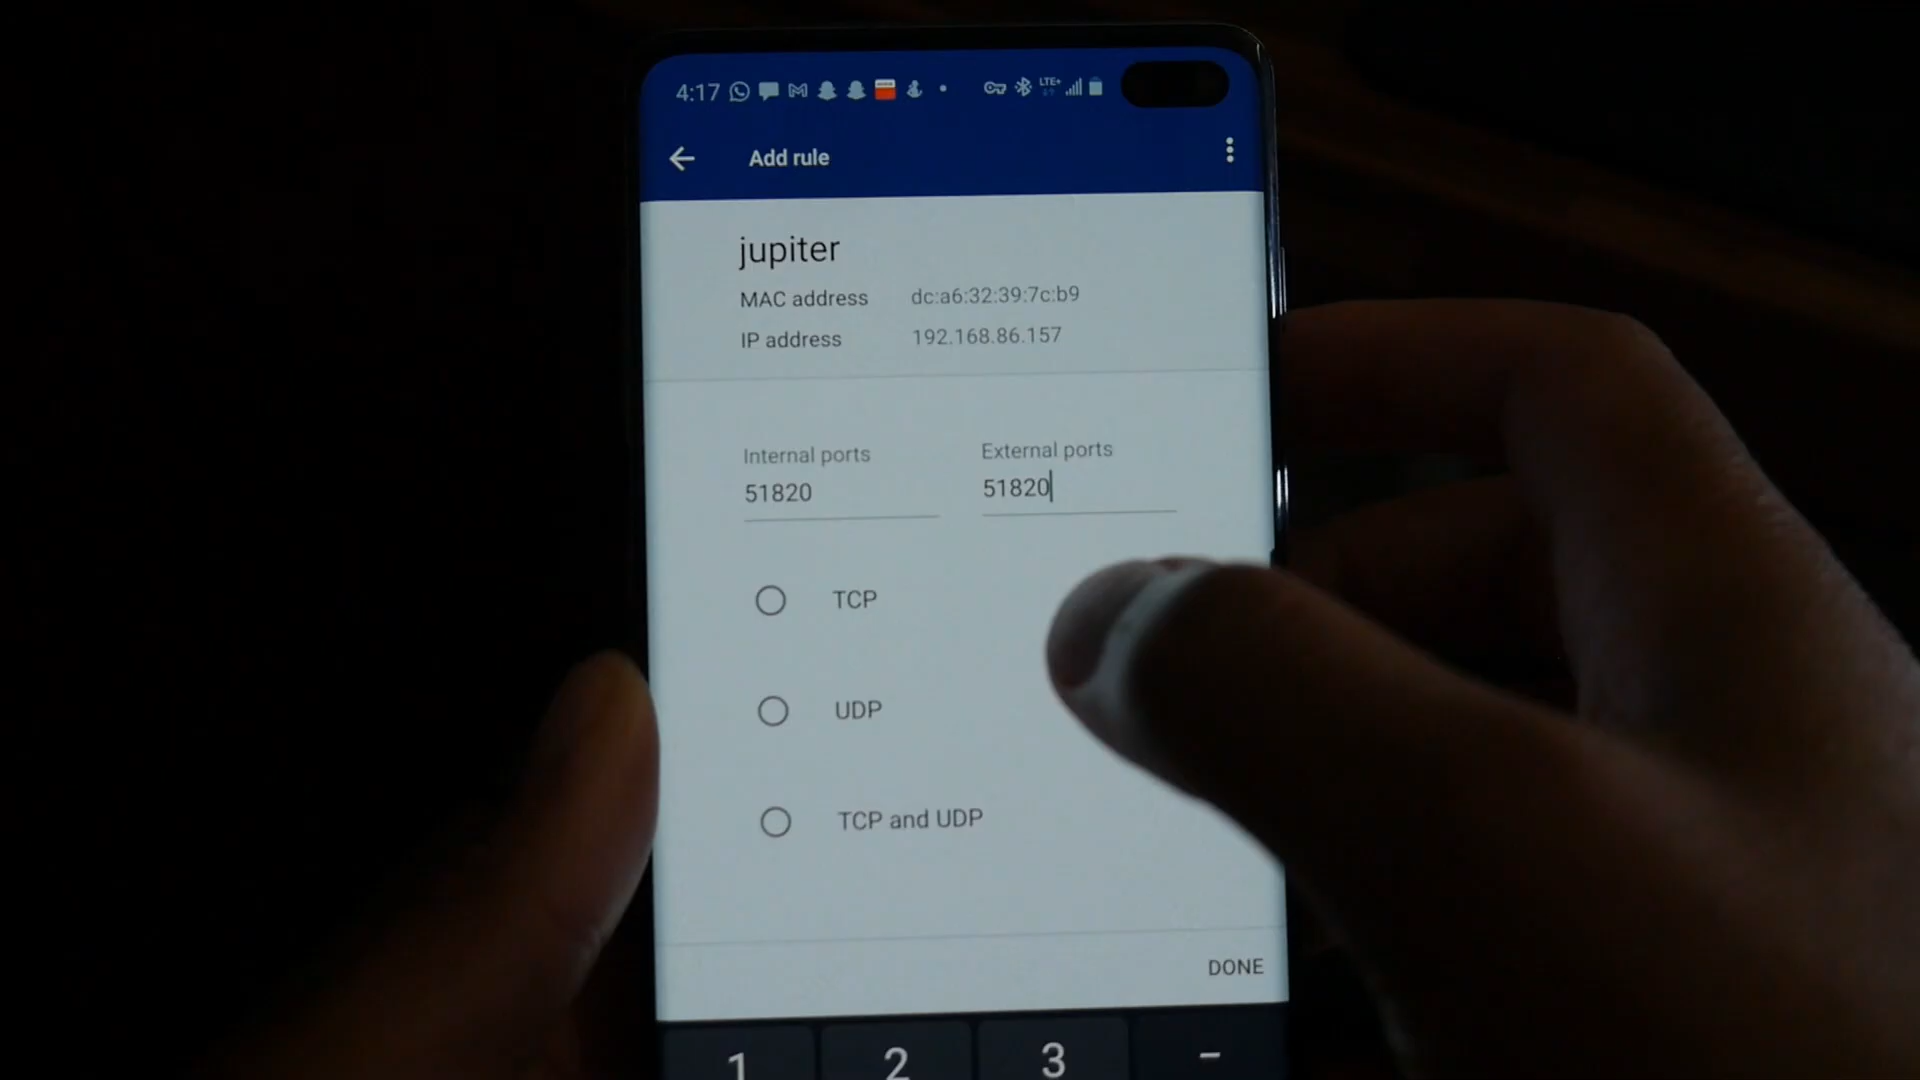 4:17 LTE+
Add rule
jupiter
MAC address dc:a6:32:39:7c:b9
IP address 192.168.86.157
Internal ports External ports
51820 51820
TCP
UDP
TCP and UDP
DONE
1 2 3 -